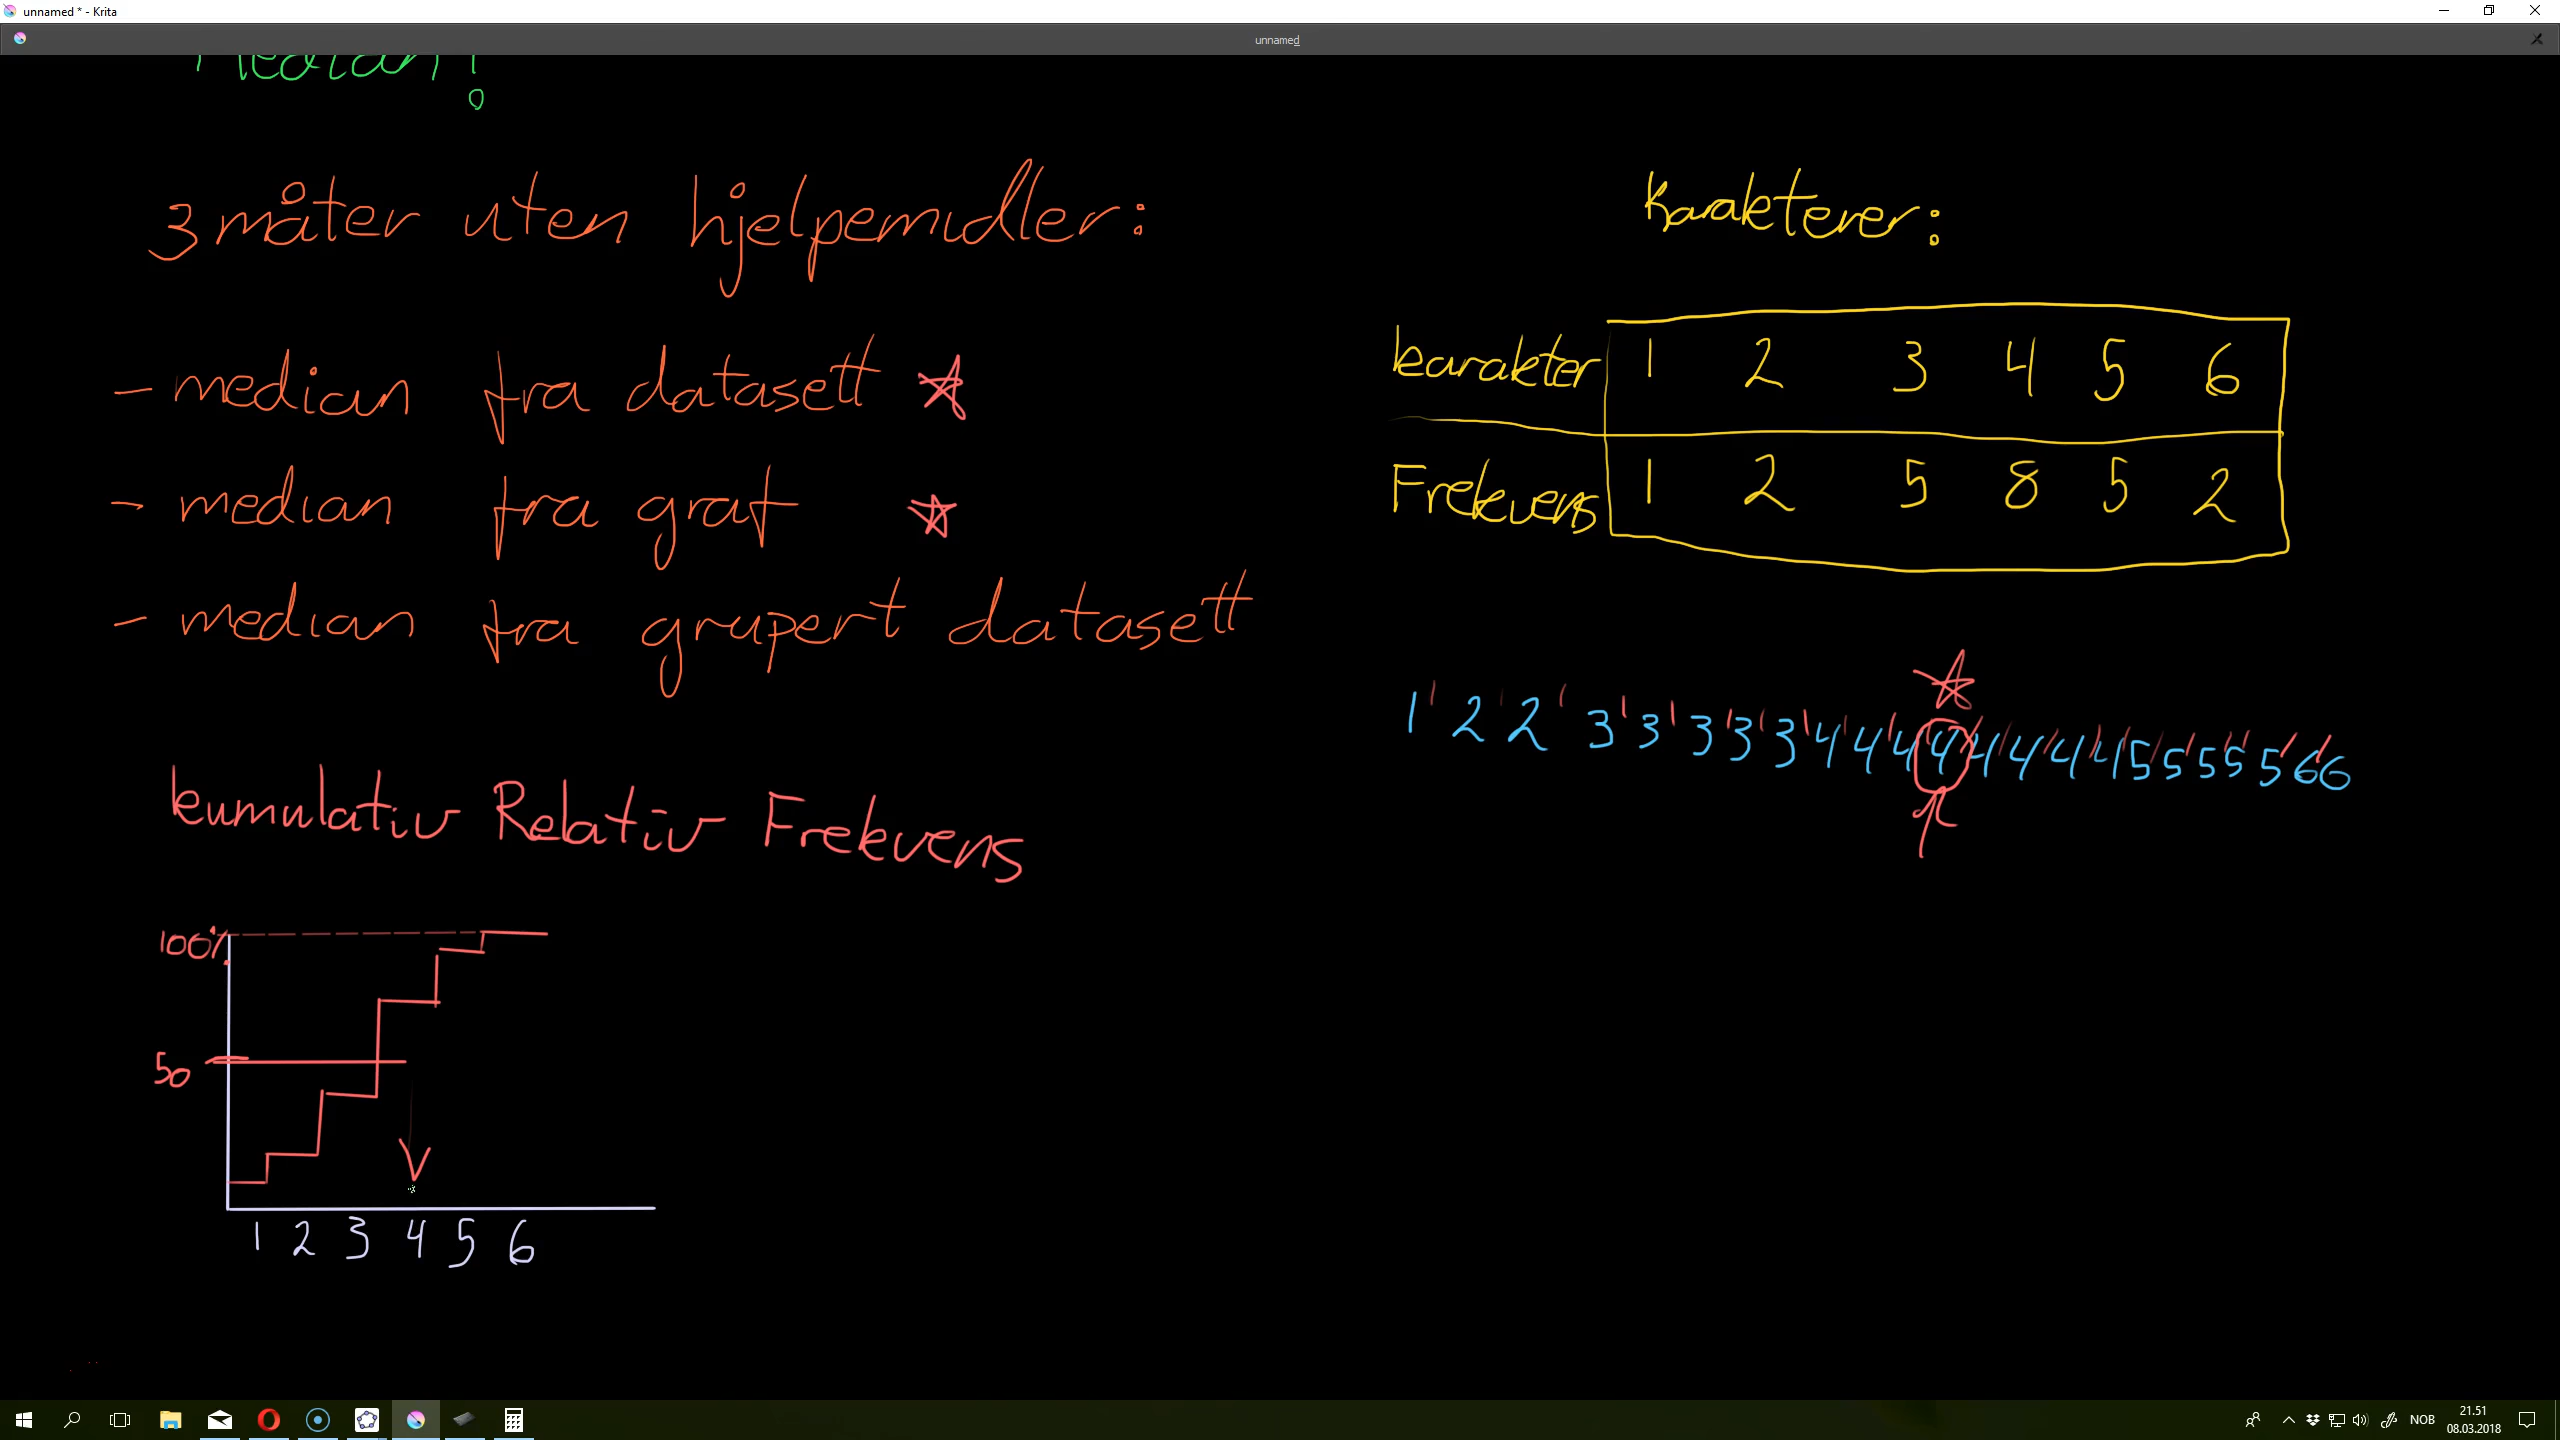 unnamed * - Krita
unnamed
Median!
3 måter uten hjelpemidler:
- median fra datasett
- median fra graf
- median fra grupert datasett
kumulativ Relativ Frekvens
100%
50
1 2 3 4 5 6
Karakterer:
karakter 1 2 3 4 5 6
Frekvens 1 2 5 8 5 2
1 2 2 3 3 3 3 3 4 4 4 4 4 4 4 4 5 5 5 5 5 6 6
NOB
21.51
08.03.2018